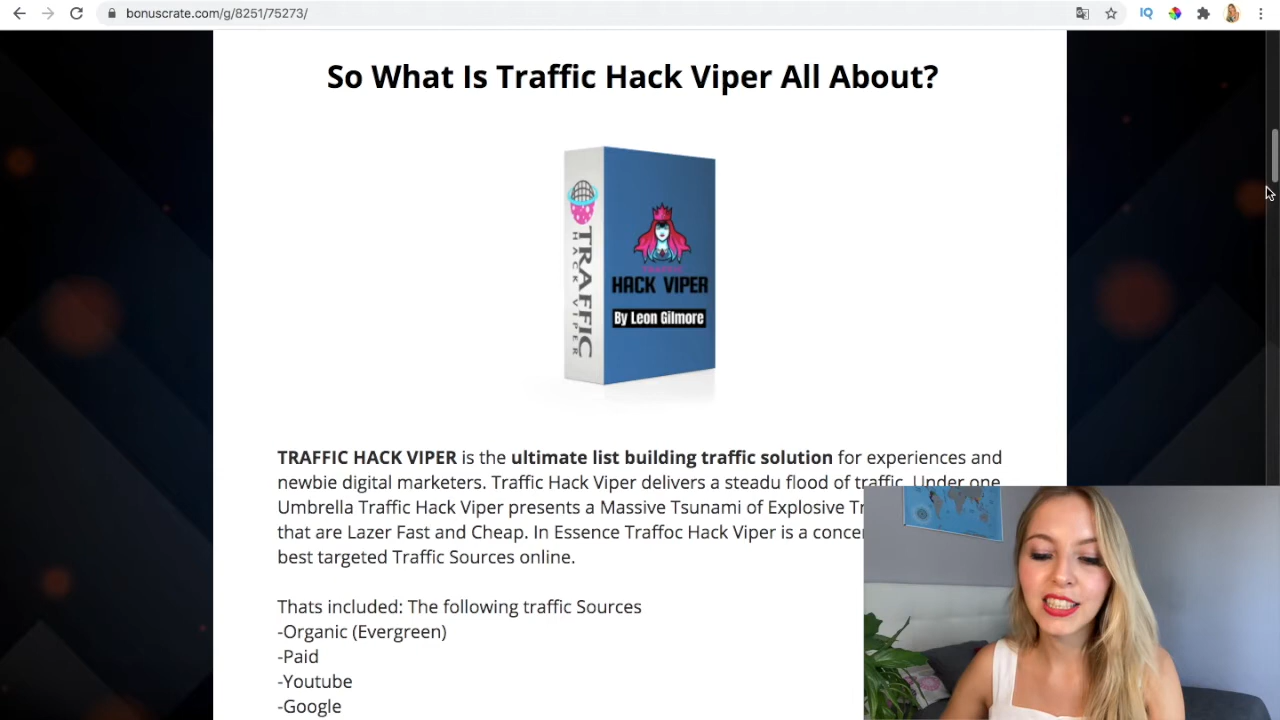 bonuscrate.com/g/8251/75273/
IQ
So What Is Traffic Hack Viper All About?
TRAFFIC
HACK VIPER
TRAFFIC
HACK VIPER
By Leon Gilmore
TRAFFIC HACK VIPER is the ultimate list building traffic solution for experiences and
newbie digital marketers. Traffic Hack Viper delivers a steadu flood of traffic. Under one
Umbrella Traffic Hack Viper presents a Massive Tsunami of Explosive Tr
that are Lazer Fast and Cheap. In Essence Traffoc Hack Viper is a concer
best targeted Traffic Sources online.
Thats included: The following traffic Sources
-Organic (Evergreen)
-Paid
-Youtube
-Google